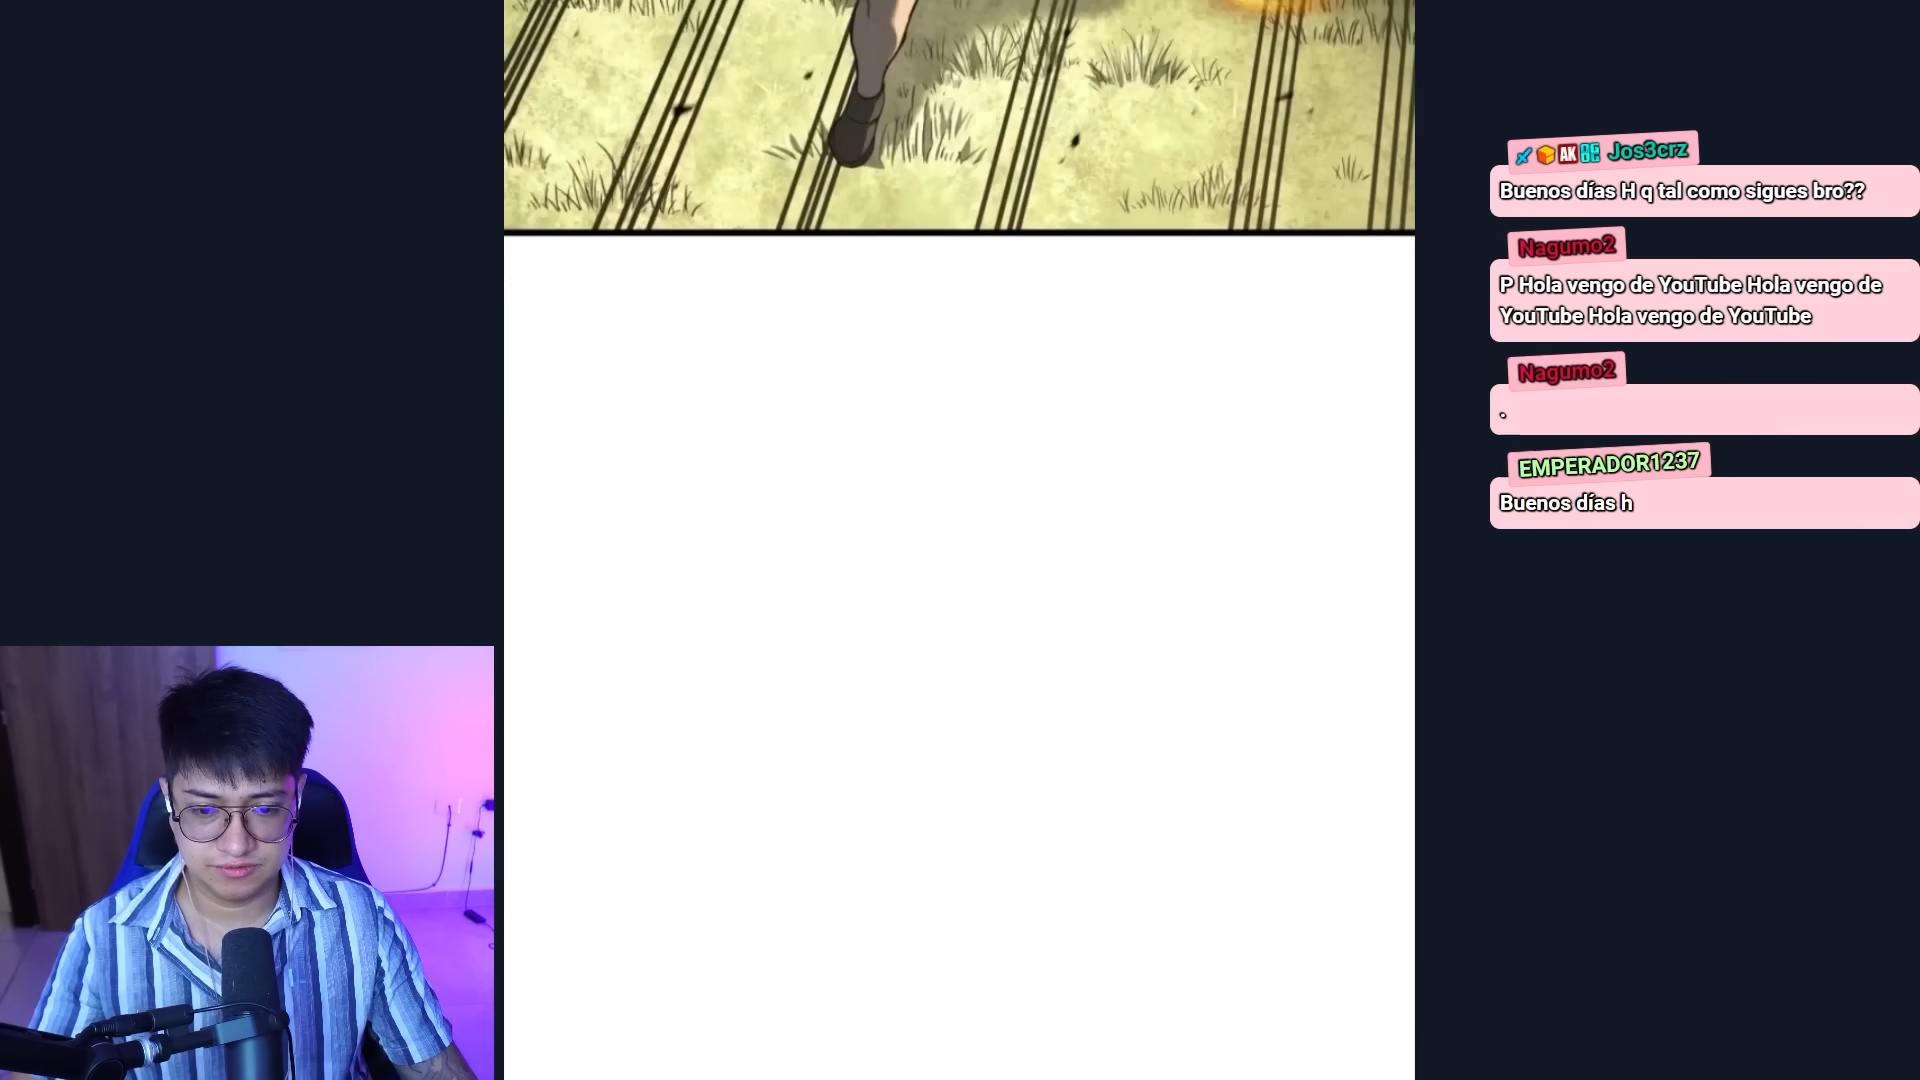 AK Jos3crz
Buenos días H q tal como sigues bro??
Nagumo2
P Hola vengo de YouTube Hola vengo de
YouTube Hola vengo de YouTube
Nagumo2
.
EMPERADOR1237
Buenos días h